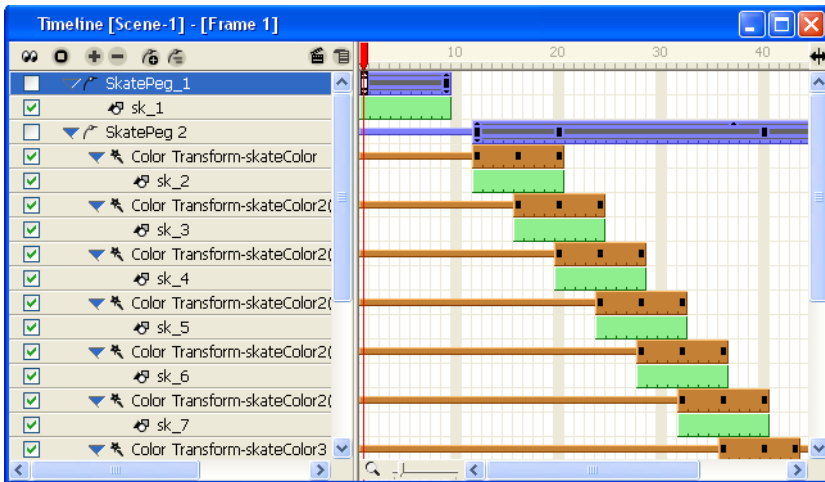 Timeline [Scene-1] - [Frame 1]
10 20 30 40
SkatePeg_1
sk_1
SkatePeg 2
Color Transform-skateColor
sk_2
Color Transform-skateColor2(
sk_3
Color Transform-skateColor2(
sk_4
Color Transform-skateColor2(
sk_5
Color Transform-skateColor2(
sk_6
Color Transform-skateColor2(
sk_7
Color Transform-skateColor3